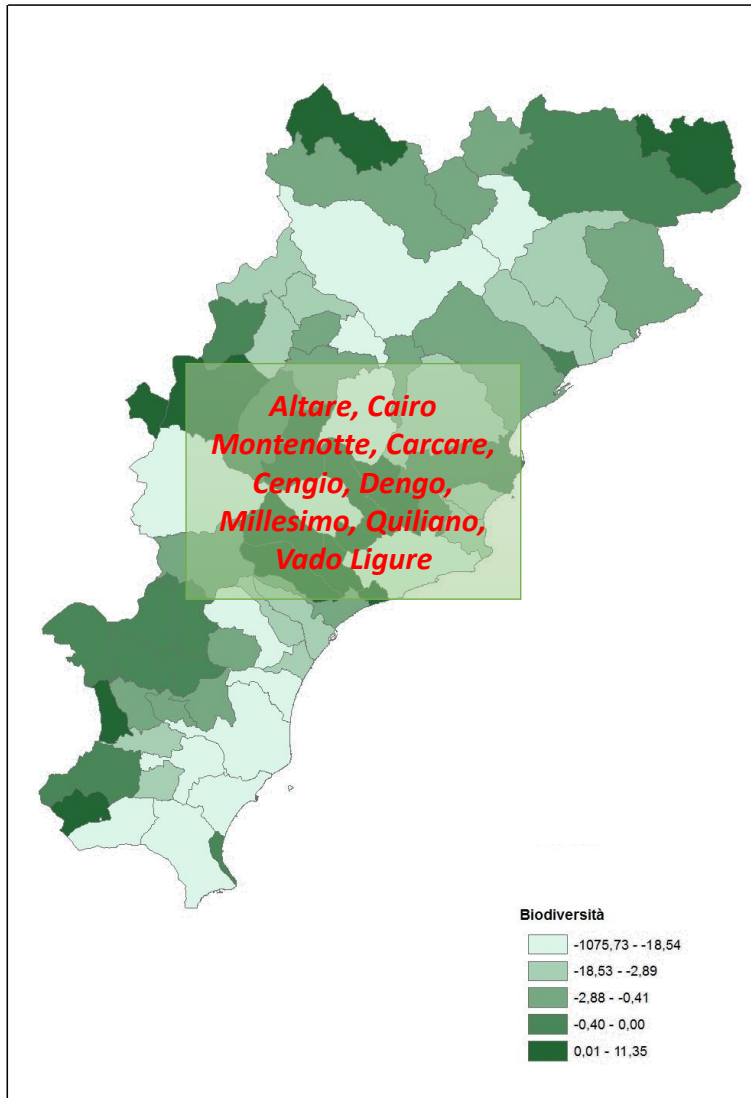 Altare, Cairo
Montenotte, Carcare,
Cengio, Dengo,
Millesimo, Quiliano,
Vado Ligure
Biodiversità
-1075,73 - -18,54
-18,53 - -2,89
-2,88 - -0,41
-0,40 - 0,00
0,01 - 11,35